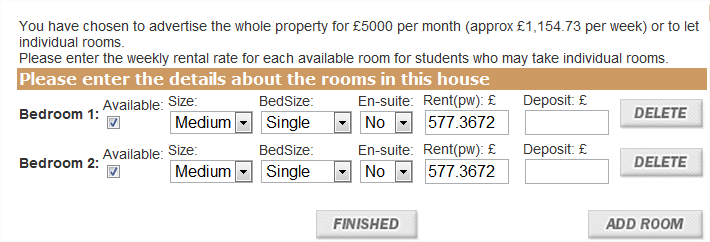 You have chosen to advertise the whole property for £5000 per month (approx £1,154.73 per week) or to let
individual rooms.
Please enter the weekly rental rate for each available room for students who may take individual rooms.
Please enter the details about the rooms in this house
Bedroom 1: Available: Size: BedSize: En-suite: Rent(pw): £ Deposit: £
Medium Single No 577.3672 DELETE
Bedroom 2: Available: Size: BedSize: En-suite: Rent(pw): £ Deposit: £
Medium Single No 577.3672 DELETE
FINISHED ADD ROOM